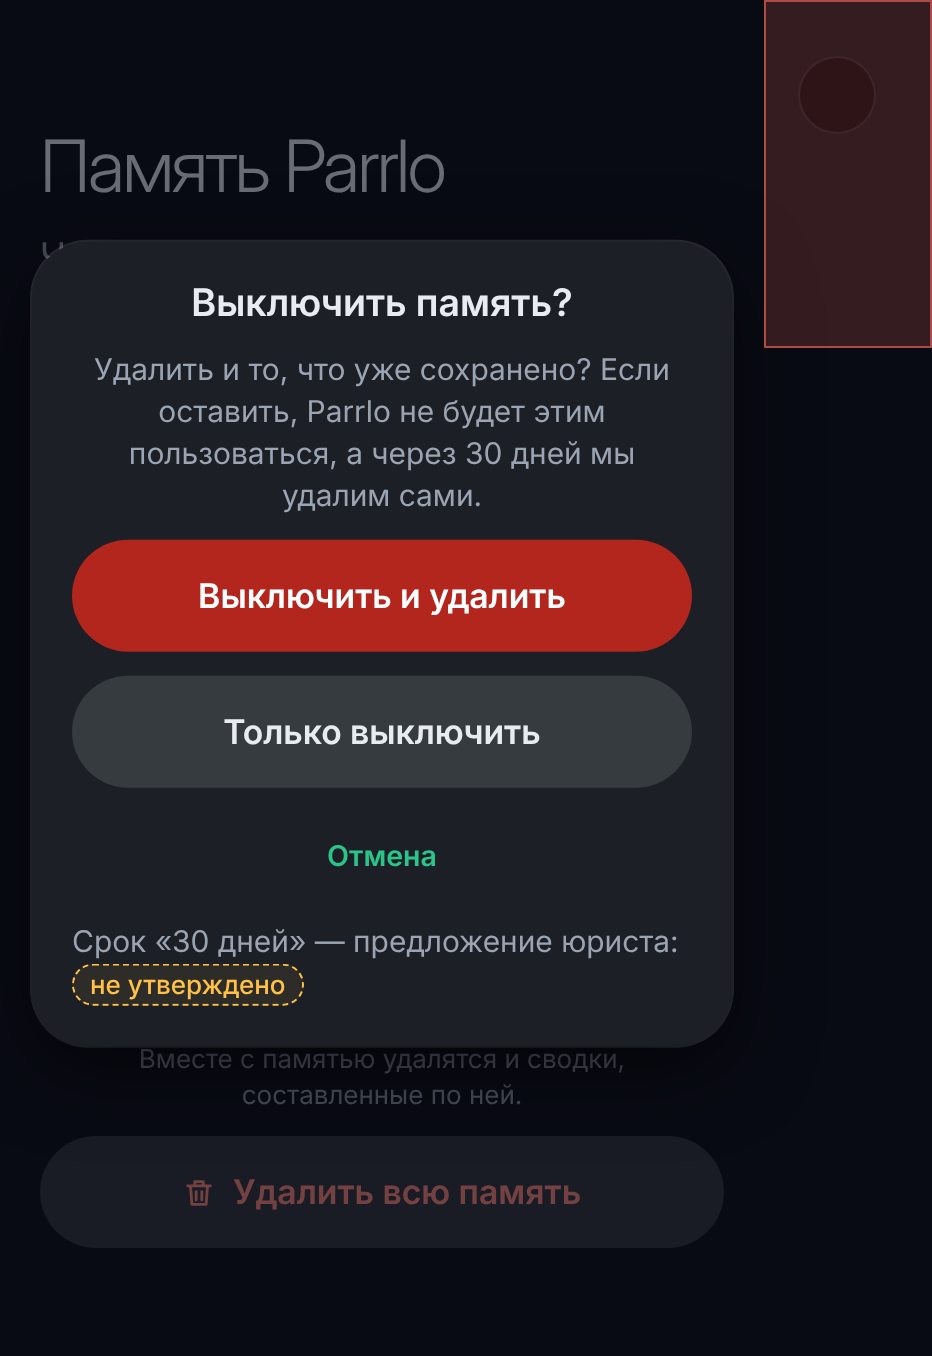 Память Parrlo
Выключить память?
Удалить и то, что уже сохранено? Если
оставить, Parrlo не будет этим
пользоваться, а через 30 дней мы
удалим сами.
Выключить и удалить
Только выключить
Отмена
Срок «30 дней» — предложение юриста:
не утверждено
Вместе с памятью удалятся и сводки,
составленные по ней.
Удалить всю память